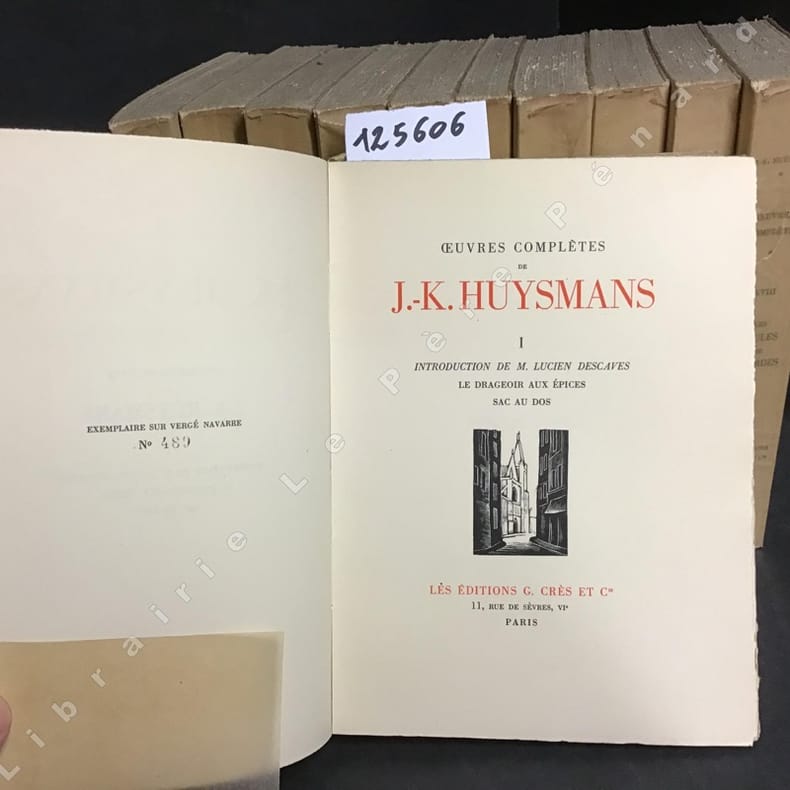 125606
EXEMPLAIRE SUR VERGÉ NAVARRE
Nº 489
ŒUVRES COMPLÈTES
DE
J.-K. HUYSMANS
I
INTRODUCTION DE M. LUCIEN DESCAVES
LE DRAGEOIR AUX ÉPICES
SAC AU DOS
LES ÉDITIONS G. CRÈS ET Cie
11, RUE DE SÈVRES, VIe
PARIS
Librairie Le Père Pénard